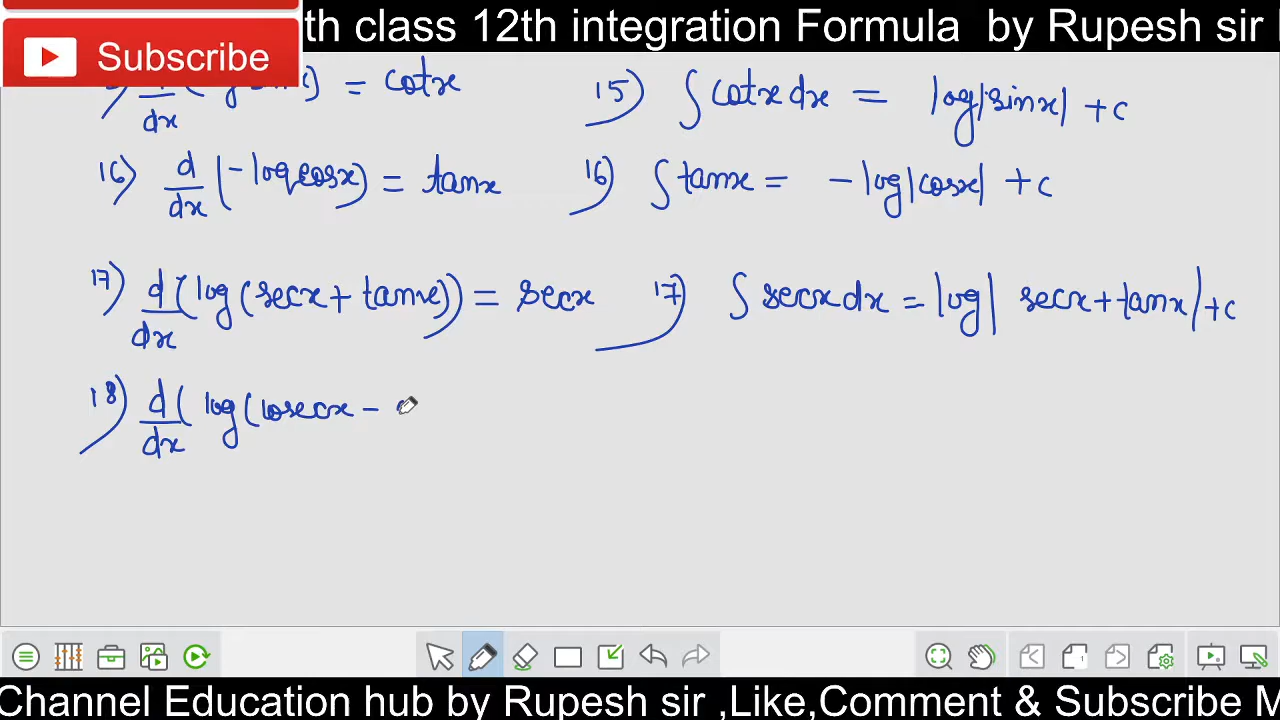 th class 12th integration Formula by Rupesh sir
Subscribe
= cotx 15) ∫ cotx dx = log|sinx| + c
dx
16) d/dx (-log cosx) = tanx 16) ∫ tanx = -log|cosx| + c
17) d/dx (log(secx + tanx)) = secx 17) ∫ secx dx = log| secx + tanx| + c
18) d/dx ( log(cosecx -
Channel Education hub by Rupesh sir ,Like,Comment & Subscribe M